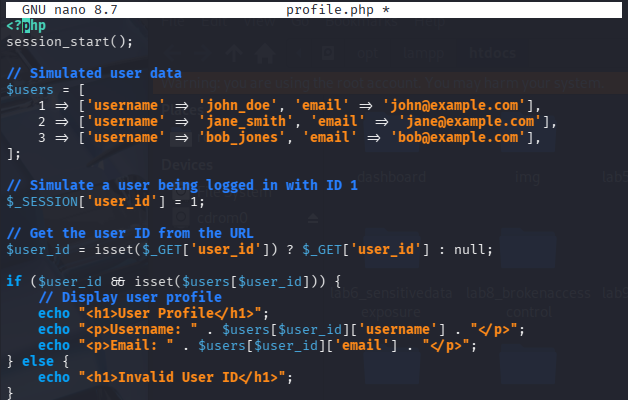 GNU nano 8.7 profile.php *
<?php
session_start();
// Simulated user data
$users = [
1 => ['username' => 'john_doe', 'email' => 'john@example.com'],
2 => ['username' => 'jane_smith', 'email' => 'jane@example.com'],
3 => ['username' => 'bob_jones', 'email' => 'bob@example.com'],
];
// Simulate a user being logged in with ID 1
$_SESSION['user_id'] = 1;
// Get the user ID from the URL
$user_id = isset($_GET['user_id']) ? $_GET['user_id'] : null;
if ($user_id && isset($users[$user_id])) {
// Display user profile
echo "<h1>User Profile</h1>";
echo "<p>Username: " . $users[$user_id]['username'] . "</p>";
echo "<p>Email: " . $users[$user_id]['email'] . "</p>";
} else {
echo "<h1>Invalid User ID</h1>";
}